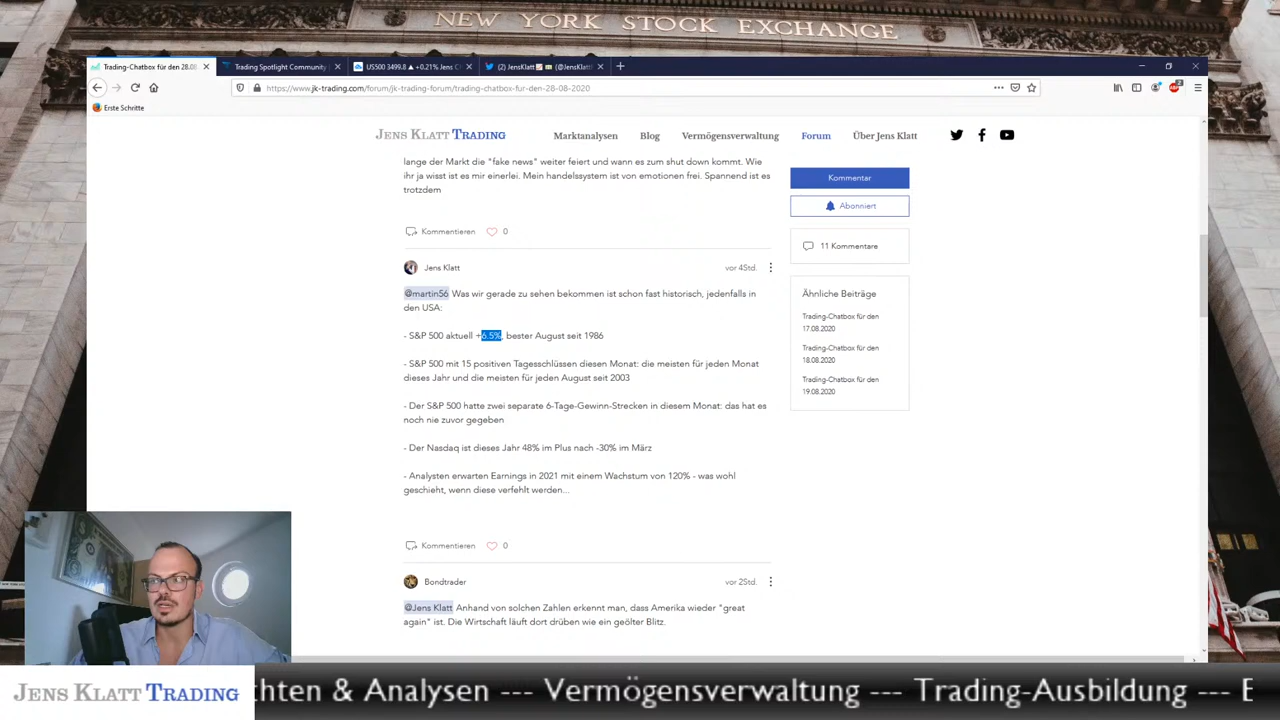 NEW YORK STOCK EXCHANGE
Trading-Chatbox für den 28.08
Trading Spotlight Community
US500 3499.8 ▲ +0.21% Jens C
(2) JensKlatt (@JensKlatt
https://www.jk-trading.com/forum/jk-trading-forum/trading-chatbox-fur-den-28-08-2020
Erste Schritte
JENS KLATT TRADING
Marktanalysen
Blog
Vermögensverwaltung
Forum
Über Jens Klatt
lange der Markt die "fake news" weiter feiert und wann es zum shut down kommt. Wie
ihr ja wisst ist es mir einerlei. Mein handelssystem ist von emotionen frei. Spannend ist es
trotzdem
Kommentieren
0
Kommentar
Abonniert
11 Kommentare
Jens Klatt
vor 4Std.
@martin56 Was wir gerade zu sehen bekommen ist schon fast historisch, jedenfalls in
den USA:
- S&P 500 aktuell +6.5%, bester August seit 1986
- S&P 500 mit 15 positiven Tagesschlüssen diesen Monat: die meisten für jeden Monat
dieses Jahr und die meisten für jeden August seit 2003
- Der S&P 500 hatte zwei separate 6-Tage-Gewinn-Strecken in diesem Monat: das hat es
noch nie zuvor gegeben
- Der Nasdaq ist dieses Jahr 48% im Plus nach -30% im März
- Analysten erwarten Earnings in 2021 mit einem Wachstum von 120% - was wohl
geschieht, wenn diese verfehlt werden...
Ähnliche Beiträge
Trading-Chatbox für den
17.08.2020
Trading-Chatbox für den
18.08.2020
Trading-Chatbox für den
19.08.2020
Kommentieren
0
Bondtrader
vor 2Std.
@Jens Klatt Anhand von solchen Zahlen erkennt man, dass Amerika wieder "great
again" ist. Die Wirtschaft läuft dort drüben wie ein geölter Blitz.
JENS KLATT TRADING
chten & Analysen --- Vermögensverwaltung --- Trading-Ausbildung --- E